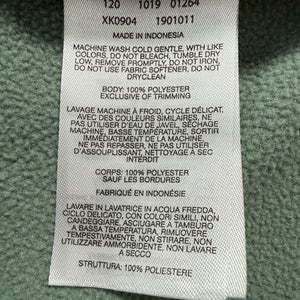 120 1019 01264
XK0904 1901011
MADE IN INDONESIA
MACHINE WASH COLD GENTLE, WITH LIKE
COLORS, DO NOT BLEACH, TUMBLE DRY
LOW, REMOVE PROMPTLY, DO NOT IRON,
DO NOT USE FABRIC SOFTENER, DO NOT
DRYCLEAN
BODY: 100% POLYESTER
EXCLUSIVE OF TRIMMING
LAVAGE MACHINE À FROID, CYCLE DÉLICAT,
AVEC DES COULEURS SIMILAIRES, NE
PAS UTILISER D'EAU DE JAVEL, SÉCHAGE
MACHINE, BASSE TEMPÉRATURE, SORTIR
IMMÉDIATEMENT DE LA MACHINE,
NE PAS REPASSER, NE PAS UTILISER
D'ASSOUPLISSANT, NETTOYAGE À SEC
INTERDIT
CORPS: 100% POLYESTER
SAUF LES BORDURES
FABRIQUÉ EN INDONÉSIE
LAVARE IN LAVATRICE IN ACQUA FREDDA,
CICLO DELICATO, CON COLORI SIMILI, NON
CANDEGGIARE, ASCIUGARE A TAMBURO
A BASSA TEMPERATURA, RIMUOVERE
TEMPESTIVAMENTE, NON STIRARE, NON
UTILIZZARE AMMORBIDENTE, NON LAVARE
A SECCO
STRUTTURA: 100% POLIESTERE